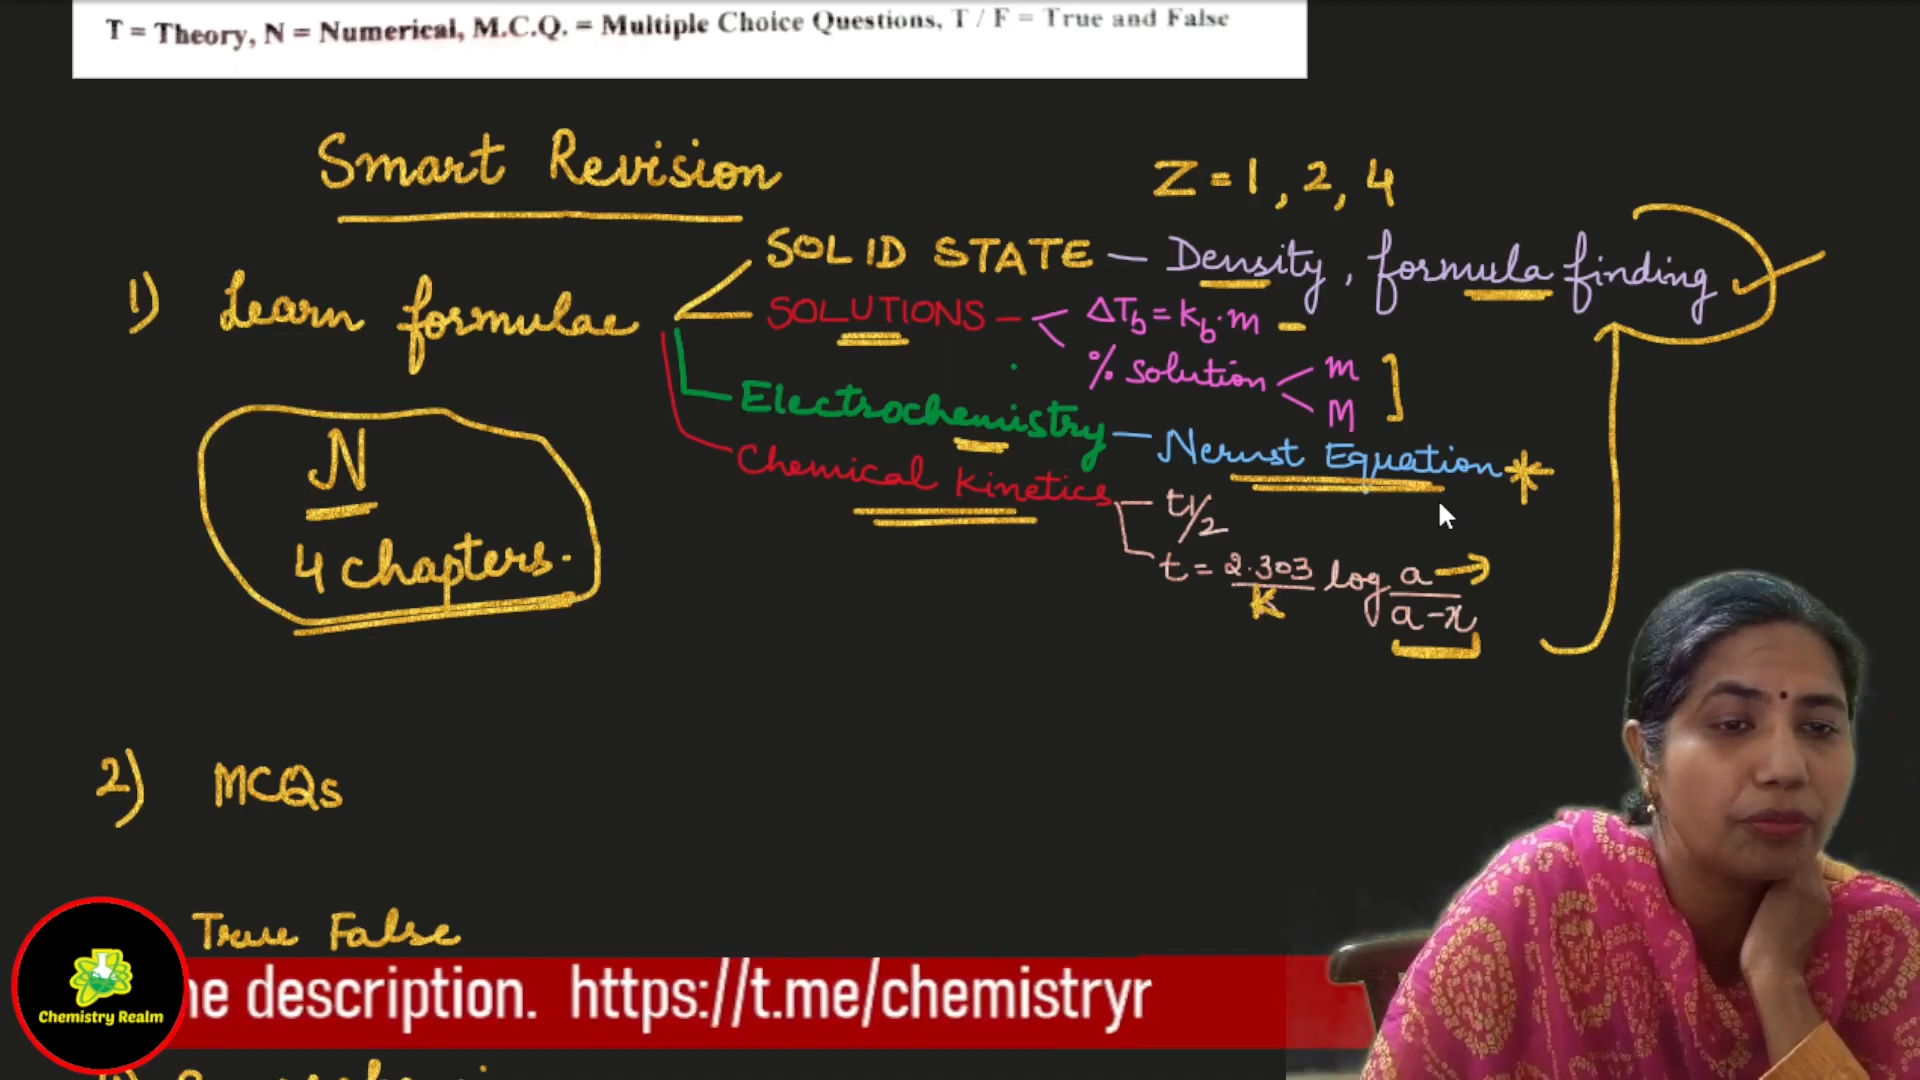 T = Theory, N = Numerical, M.C.Q. = Multiple Choice Questions, T / F = True and False
Smart Revision
Z = 1, 2, 4
1) Learn formulae
SOLID STATE — Density, formula finding
SOLUTIONS — ΔTb = kb·m
% Solution < m
M
Electrochemistry — Nernst Equation *
Chemical Kinetics — t1/2
t = 2.303/K log a/a-x
N
4 chapters.
2) MCQs
True False
he description. https://t.me/chemistryr
Chemistry Realm